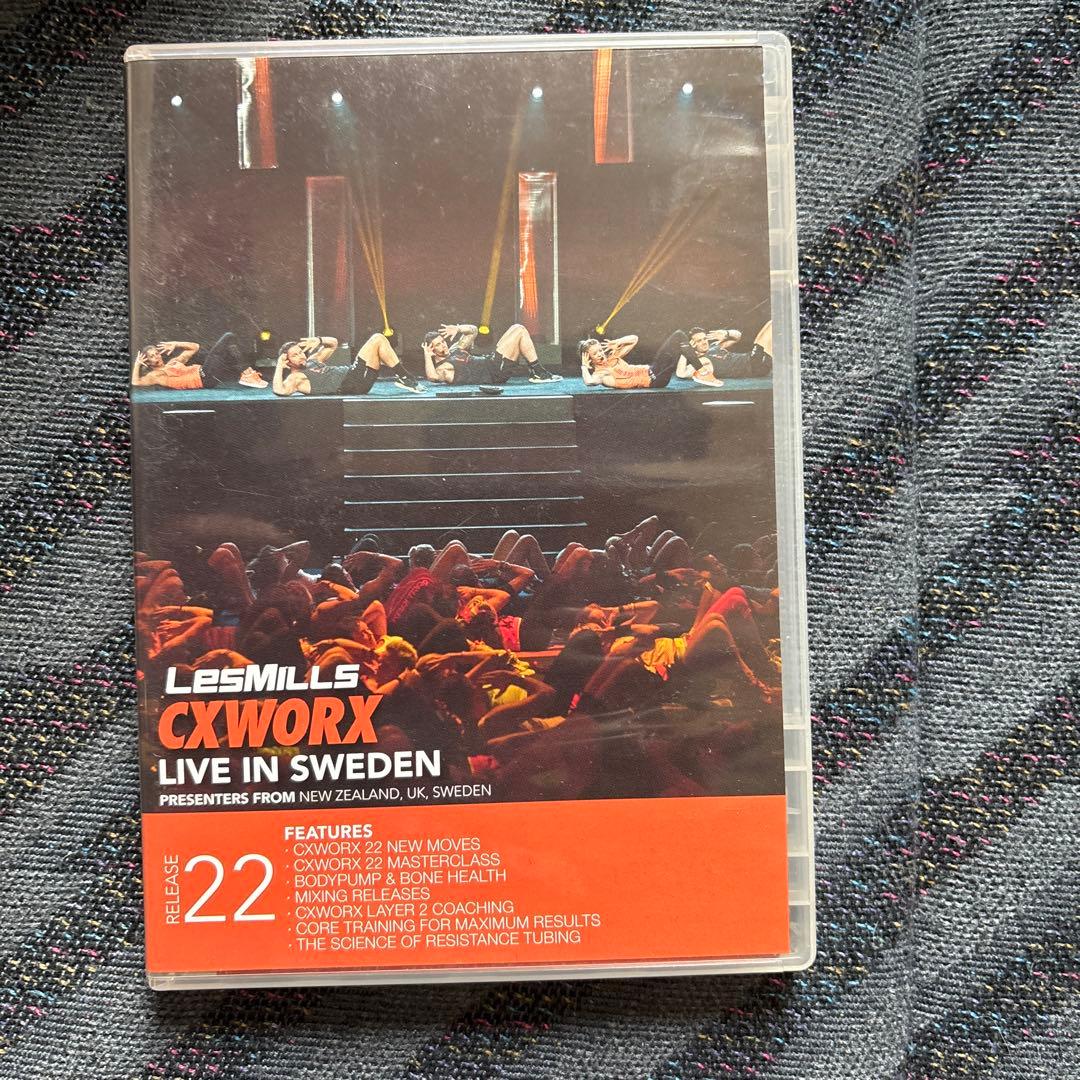 LesMILLS
CXWORX
LIVE IN SWEDEN
PRESENTERS FROM NEW ZEALAND, UK, SWEDEN
RELEASE 22
FEATURES
· CXWORX 22 NEW MOVES
· CXWORX 22 MASTERCLASS
· BODYPUMP & BONE HEALTH
· MIXING RELEASES
· CXWORX LAYER 2 COACHING
· CORE TRAINING FOR MAXIMUM RESULTS
· THE SCIENCE OF RESISTANCE TUBING